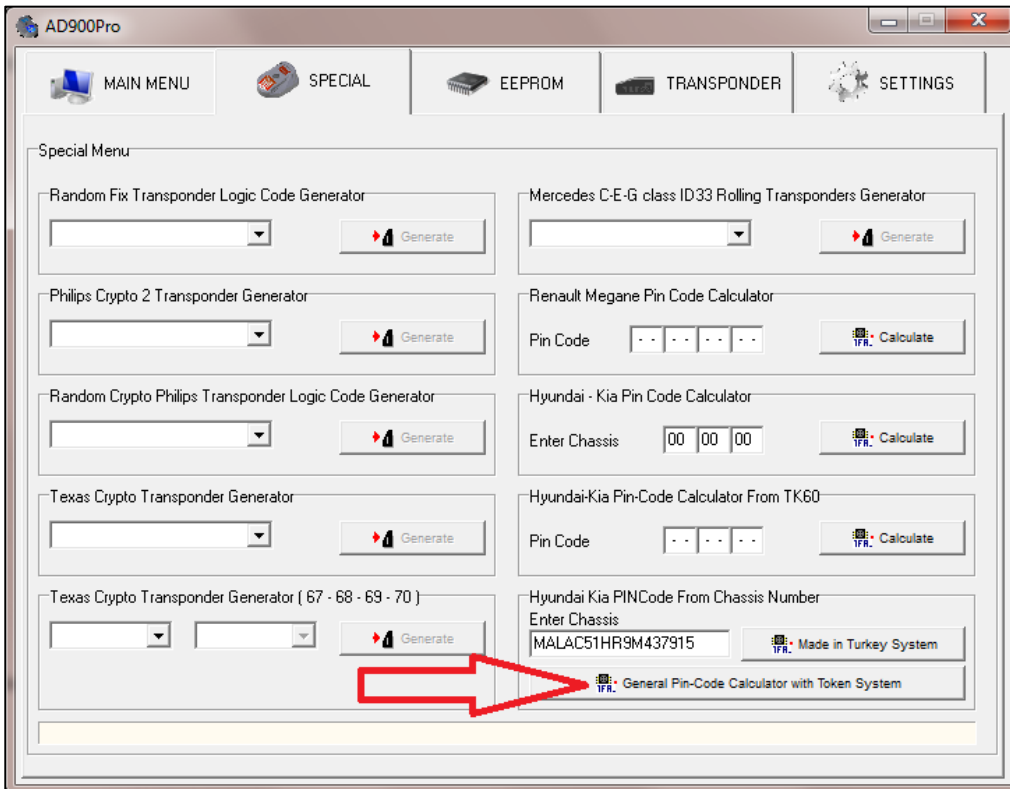 AD900Pro
MAIN MENU
SPECIAL
EEPROM
TRANSPONDER
SETTINGS
Special Menu
Random Fix Transponder Logic Code Generator
Generate
Philips Crypto 2 Transponder Generator
Generate
Random Crypto Philips Transponder Logic Code Generator
Generate
Texas Crypto Transponder Generator
Generate
Texas Crypto Transponder Generator ( 67 - 68 - 69 - 70 )
Generate
Mercedes C-E-G class ID33 Rolling Transponders Generator
Generate
Renault Megane Pin Code Calculator
Pin Code - - - - - - - - Calculate
Hyundai - Kia Pin Code Calculator
Enter Chassis 00 00 00 Calculate
Hyundai-Kia Pin-Code Calculator From TK60
Pin Code - - - - - - Calculate
Hyundai Kia PINCode From Chassis Number
Enter Chassis
MALAC51HR9M437915 Made in Turkey System
General Pin-Code Calculator with Token System